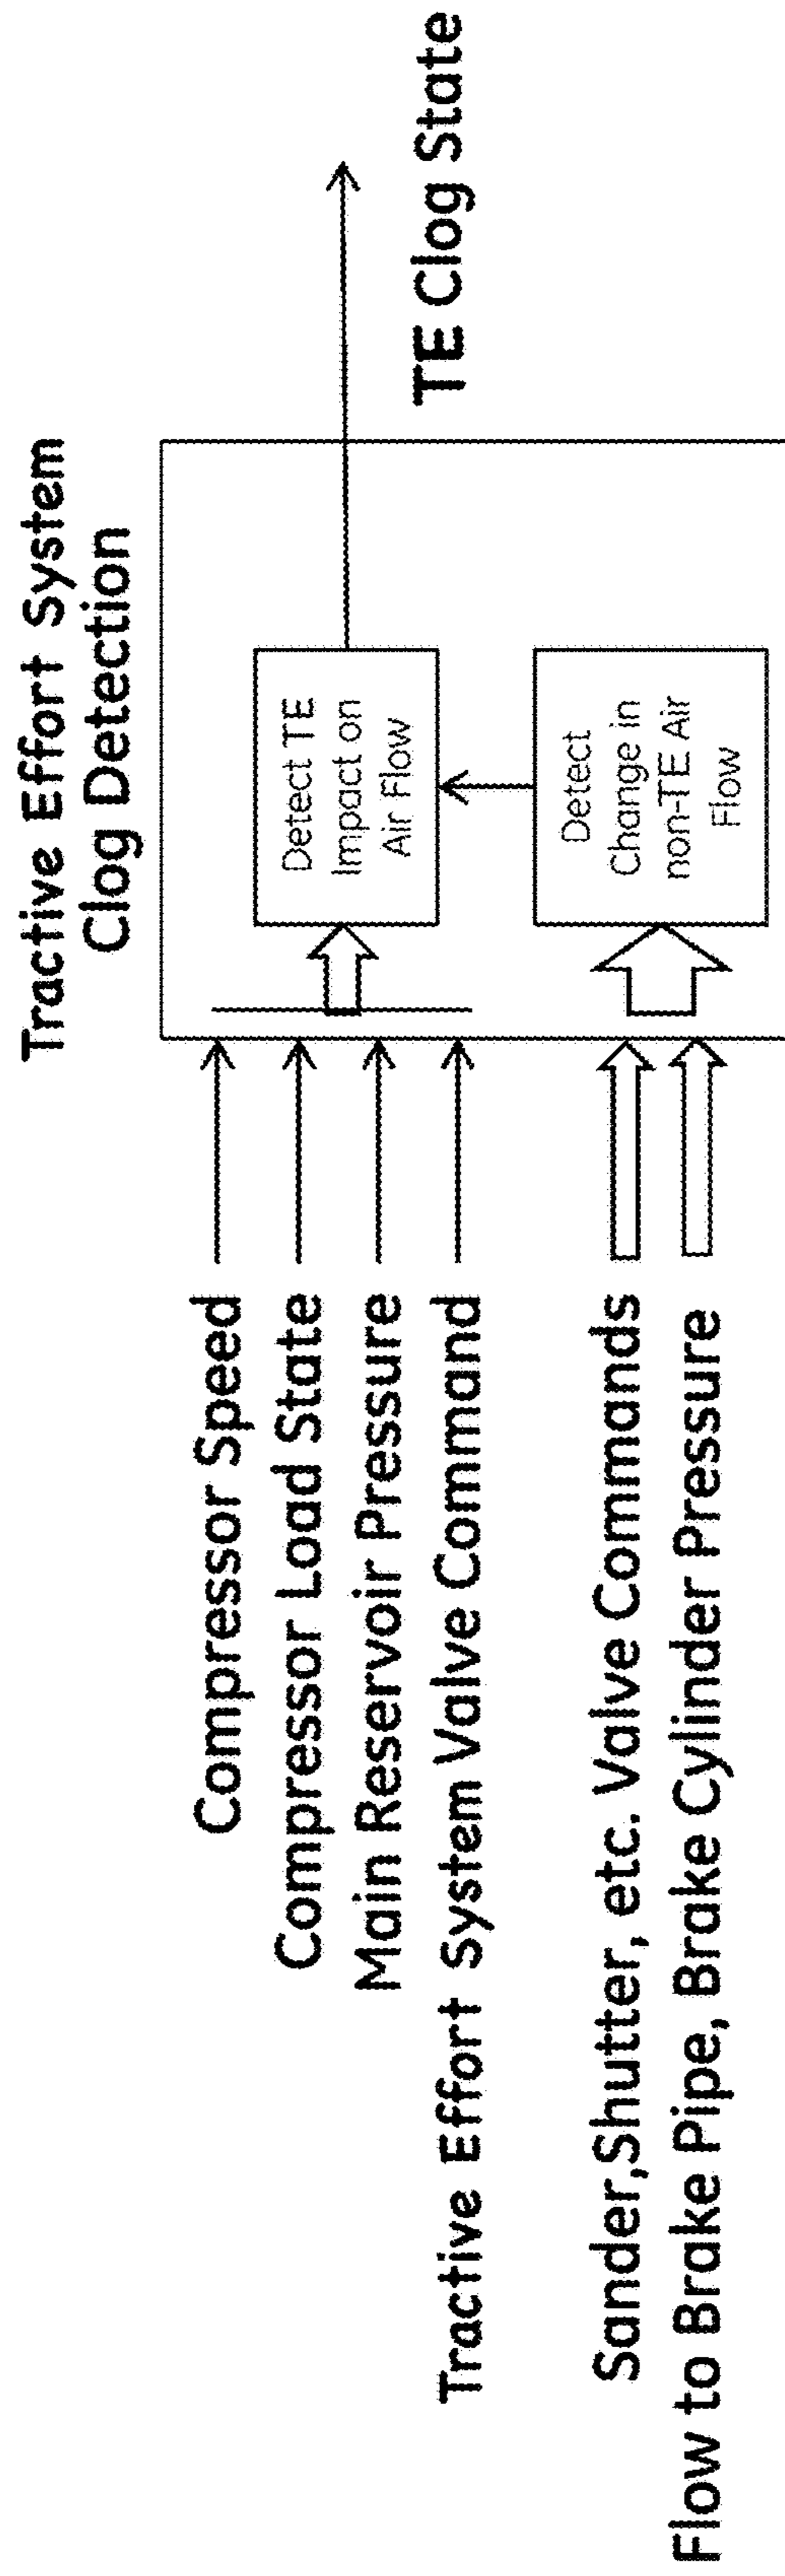 Tractive Effort System
Clog Detection
Compressor Speed
Compressor Load State
Main Reservoir Pressure
Tractive Effort System Valve Command
Sander,Shutter, etc. Valve Commands
Flow to Brake Pipe, Brake Cylinder Pressure
Detect TE
Impact on
Air Flow
Detect
Change in
non-TE Air
Flow
TE Clog State